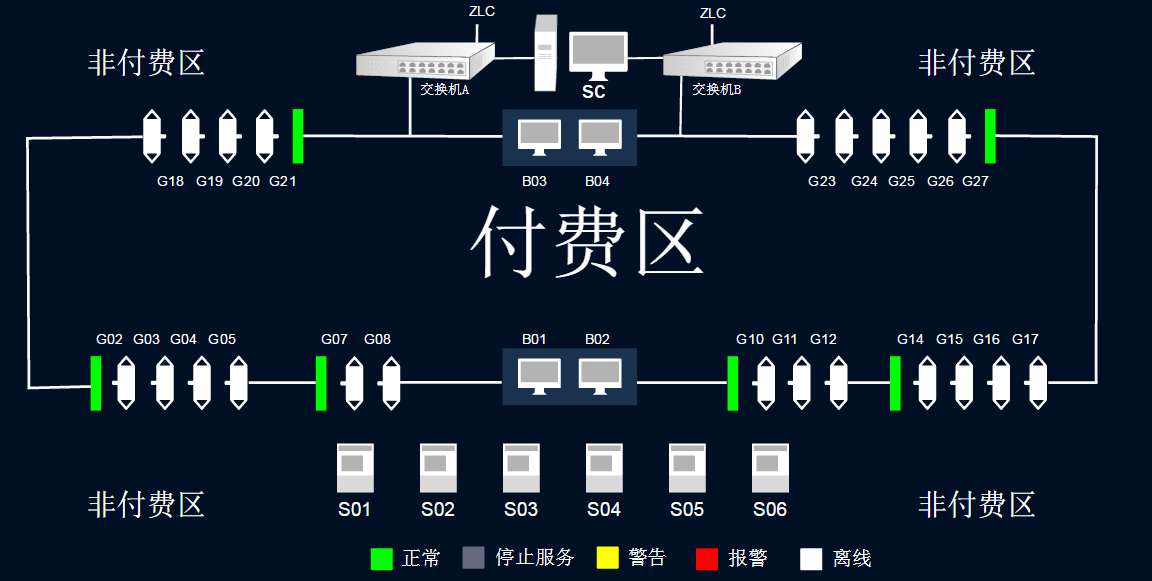 ZLC ZLC
非付费区 非付费区
SC
交换机A 交换机B
G18 G19 G20 G21 B03 B04 G23 G24 G25 G26 G27
付费区
G02 G03 G04 G05 G07 G08 B01 B02 G10 G11 G12 G14 G15 G16 G17
非付费区 非付费区
S01 S02 S03 S04 S05 S06
正常 停止服务 警告 报警 离线